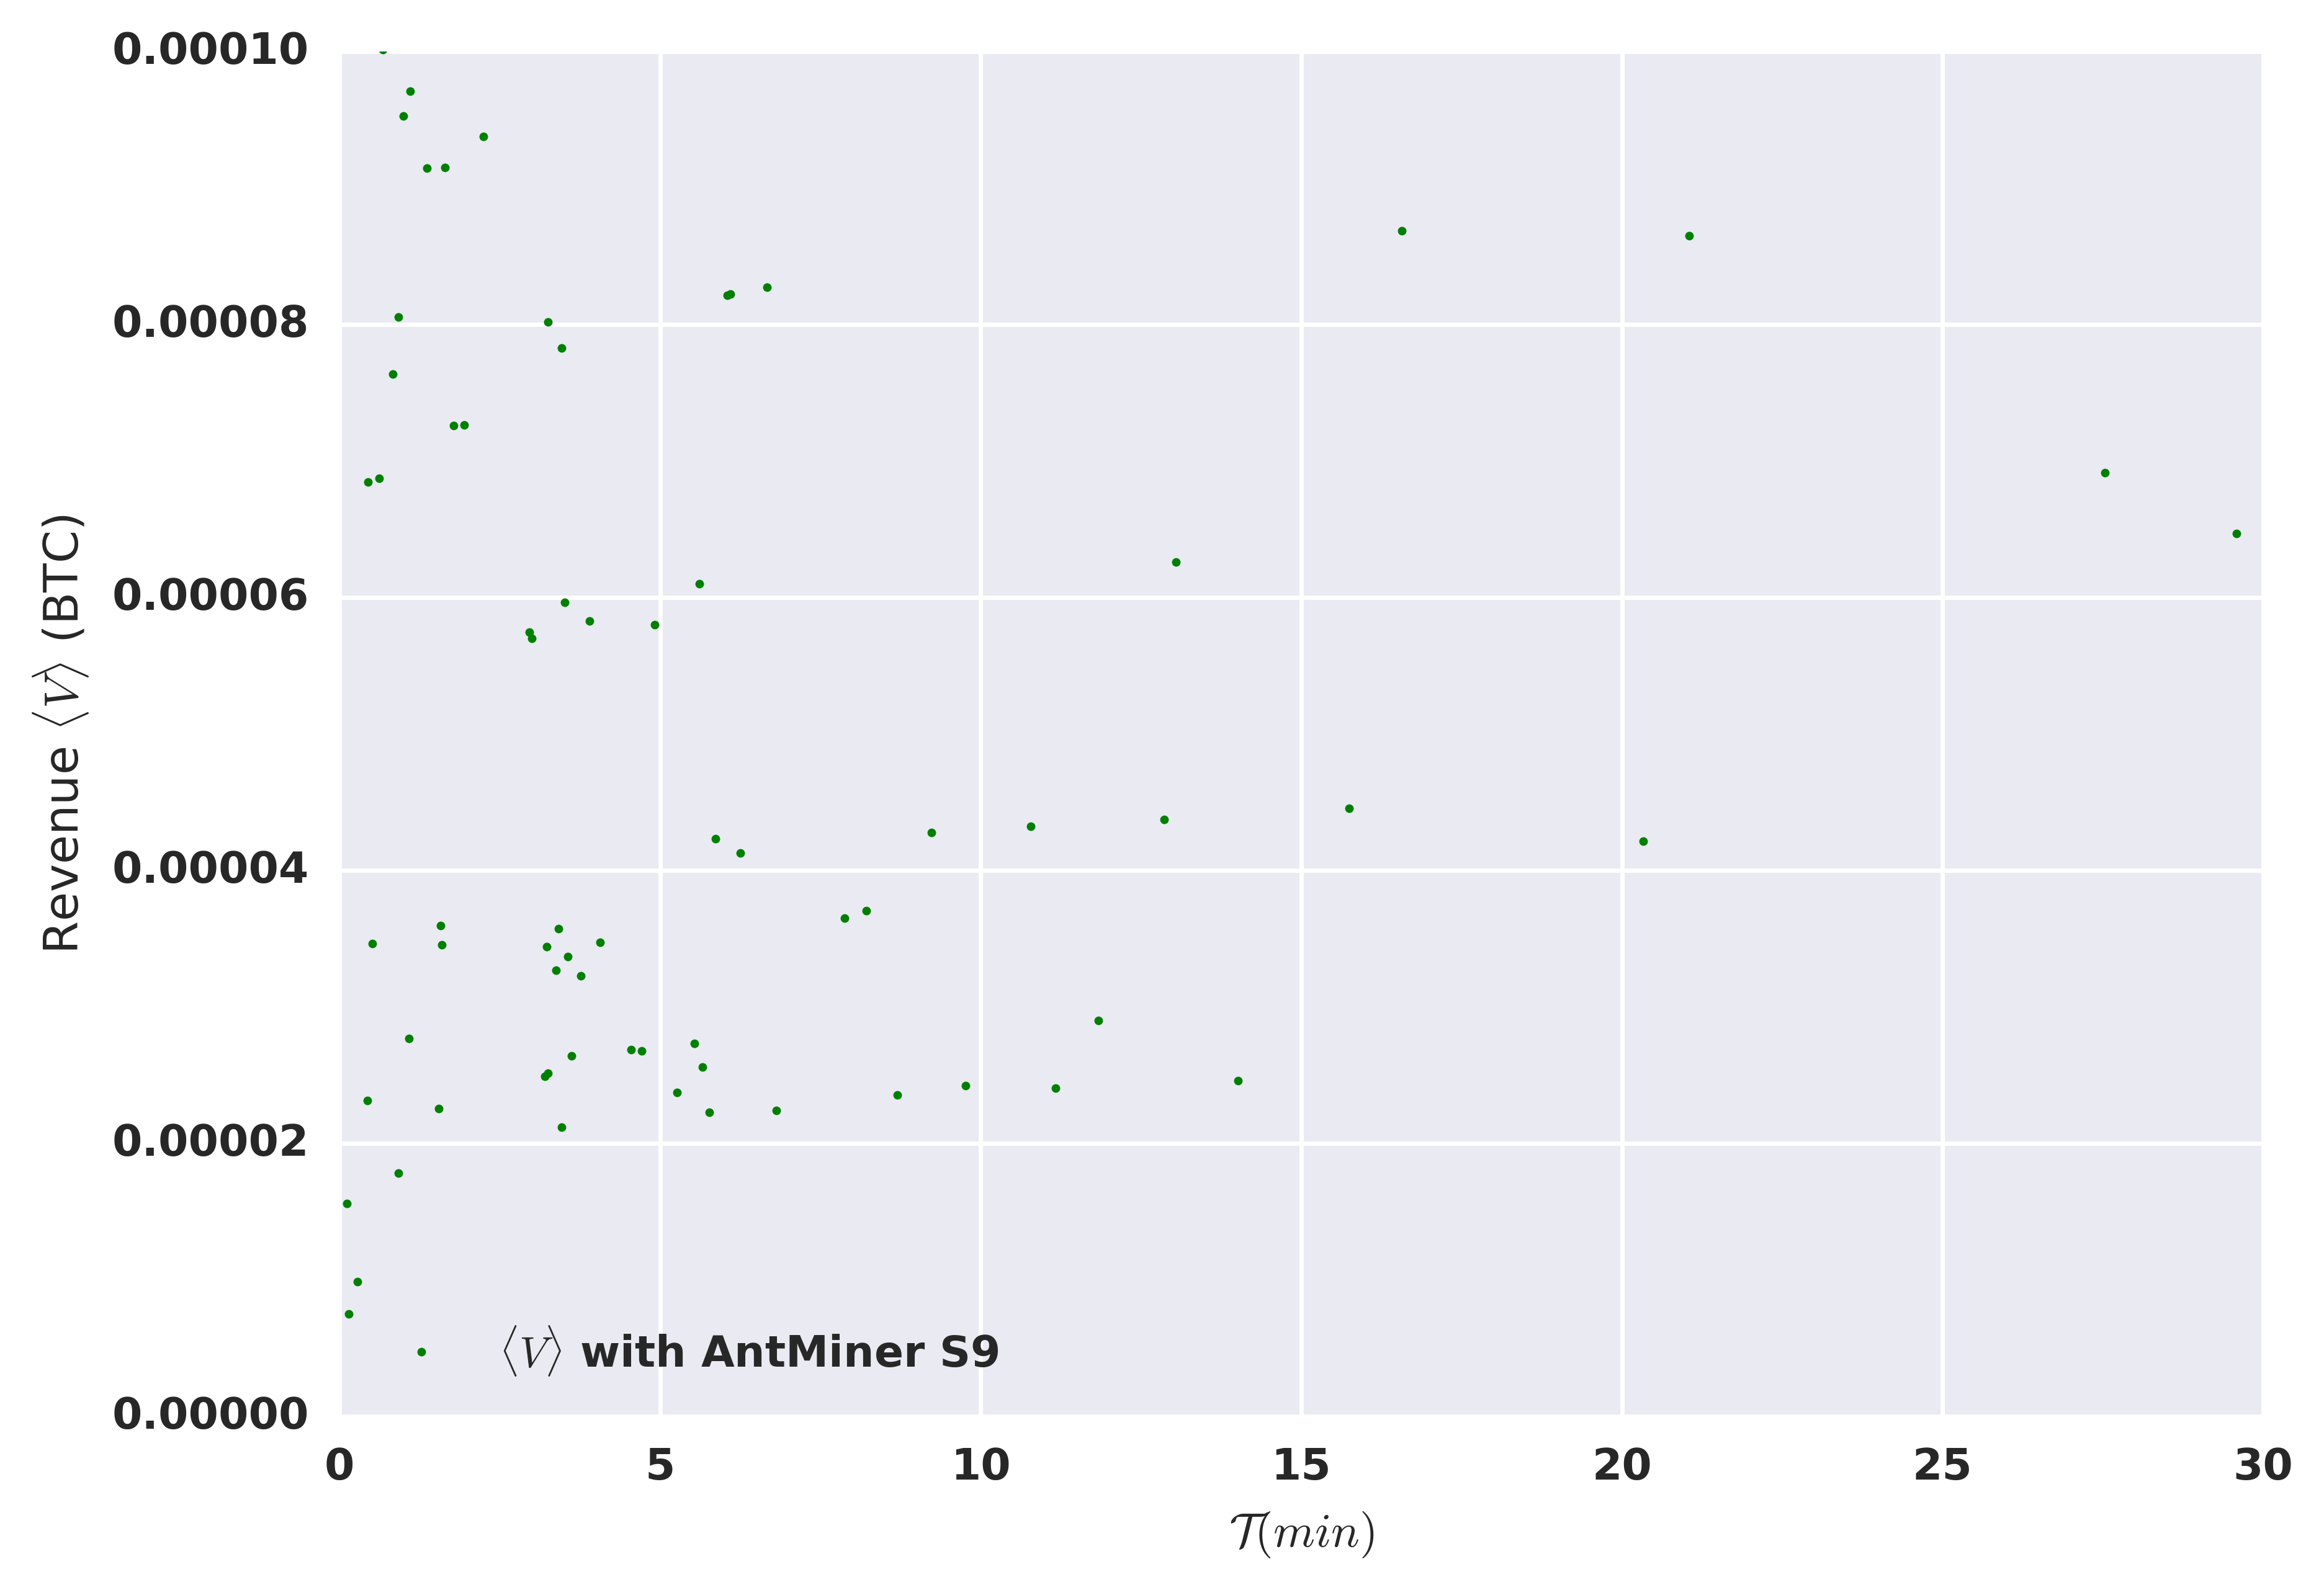 0.00010
0.00008
0.00006
0.00004
0.00002
0.00000
Revenue ⟨V⟩ (BTC)
⟨V⟩ with AntMiner S9
0 5 10 15 20 25 30
𝒯(min)